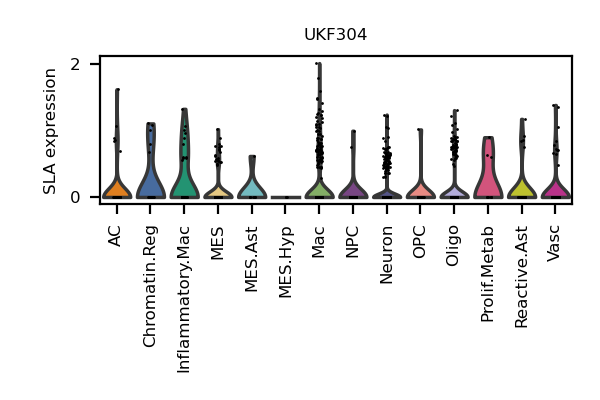 UKF304
SLA expression
2
0
AC
Chromatin.Reg
Inflammatory.Mac
MES
MES.Ast
MES.Hyp
Mac
NPC
Neuron
OPC
Oligo
Prolif.Metab
Reactive.Ast
Vasc